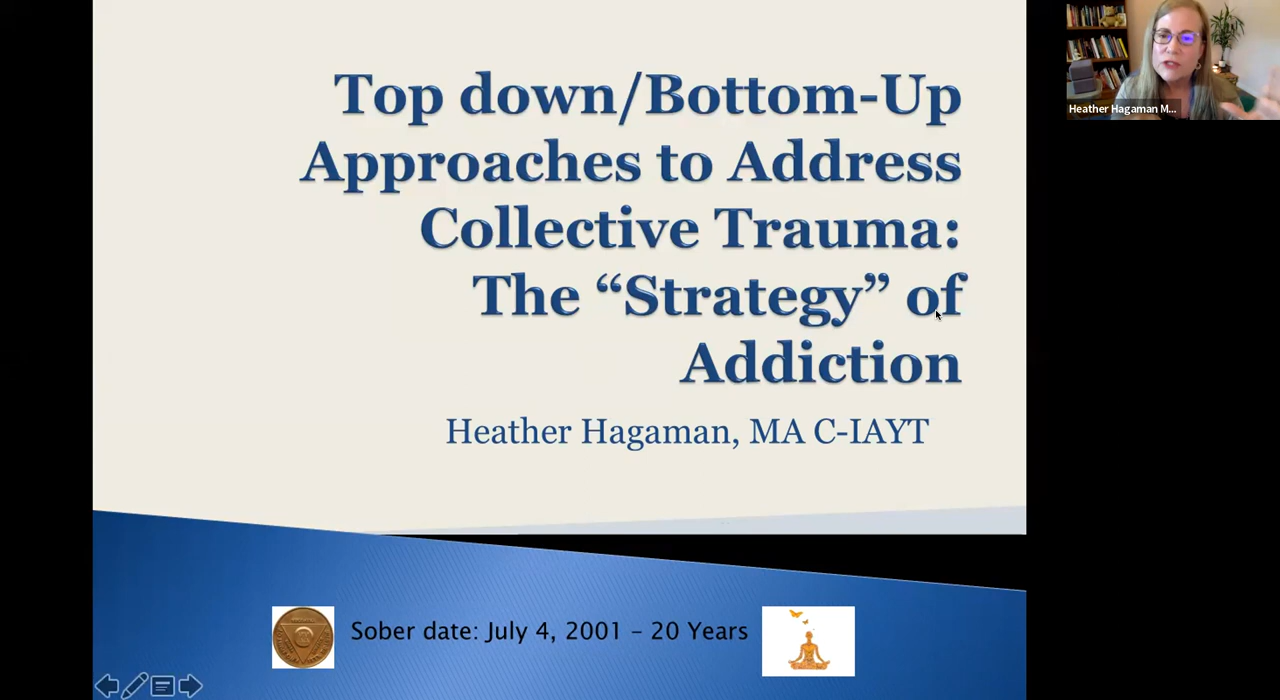 Top down/Bottom-Up
Approaches to Address
Collective Trauma:
The “Strategy” of
Addiction
Heather Hagaman, MA C-IAYT
Heather Hagaman M...
Sober date: July 4, 2001 – 20 Years